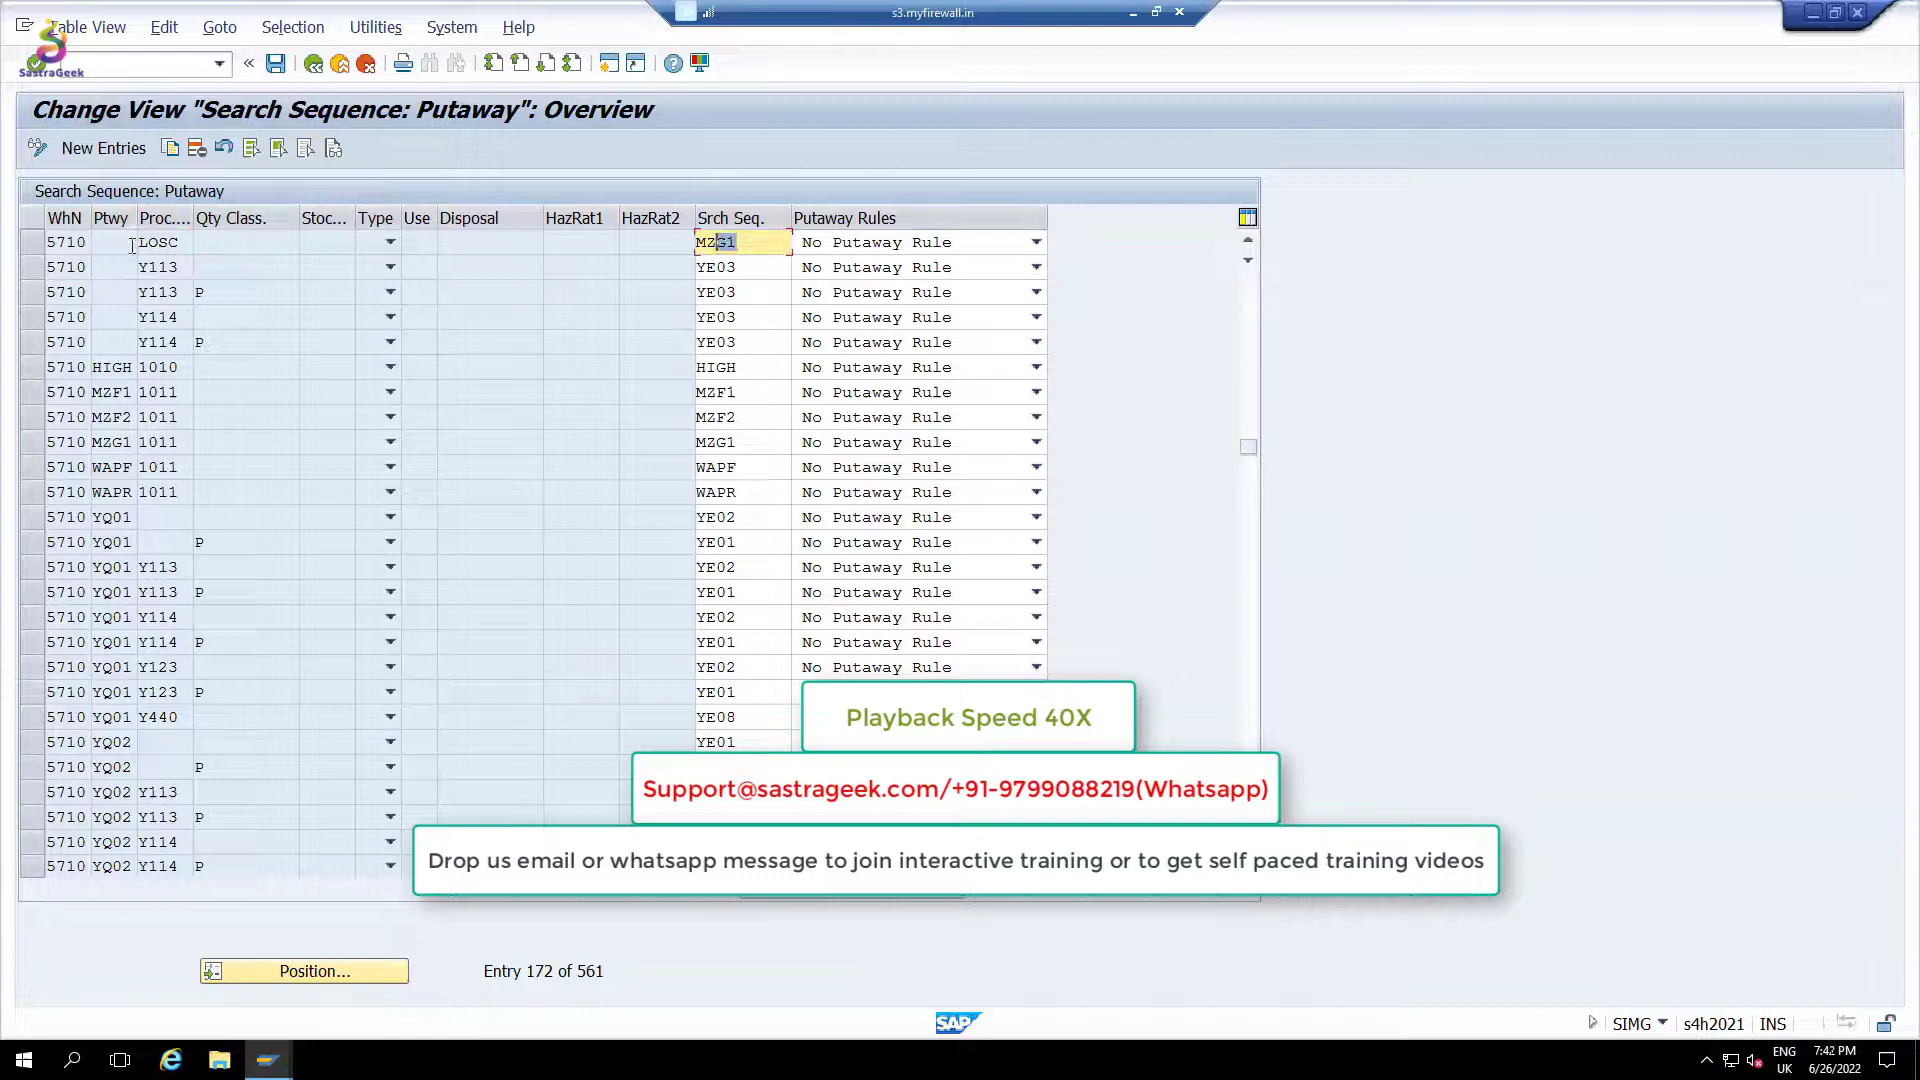 s3.myfirewall.in
Table View Edit Goto Selection Utilities System Help
SastraGeek
Change View "Search Sequence: Putaway": Overview
New Entries
Search Sequence: Putaway
WhN Ptwy Proc.... Qty Class. Stoc... Type Use Disposal HazRat1 HazRat2 Srch Seq. Putaway Rules
5710 LOSC MZG1 No Putaway Rule
5710 Y113 YE03 No Putaway Rule
5710 Y113 P YE03 No Putaway Rule
5710 Y114 YE03 No Putaway Rule
5710 Y114 P YE03 No Putaway Rule
5710 HIGH 1010 HIGH No Putaway Rule
5710 MZF1 1011 MZF1 No Putaway Rule
5710 MZF2 1011 MZF2 No Putaway Rule
5710 MZG1 1011 MZG1 No Putaway Rule
5710 WAPF 1011 WAPF No Putaway Rule
5710 WAPR 1011 WAPR No Putaway Rule
5710 YQ01 YE02 No Putaway Rule
5710 YQ01 P YE01 No Putaway Rule
5710 YQ01 Y113 YE02 No Putaway Rule
5710 YQ01 Y113 P YE01 No Putaway Rule
5710 YQ01 Y114 YE02 No Putaway Rule
5710 YQ01 Y114 P YE01 No Putaway Rule
5710 YQ01 Y123 YE02 No Putaway Rule
5710 YQ01 Y123 P YE01
5710 YQ01 Y440 YE08
5710 YQ02 YE01
5710 YQ02 P
5710 YQ02 Y113
5710 YQ02 Y113 P
5710 YQ02 Y114
5710 YQ02 Y114 P
Playback Speed 40X
Support@sastrageek.com/+91-9799088219(Whatsapp)
Drop us email or whatsapp message to join interactive training or to get self paced training videos
Position... Entry 172 of 561
SAP
SIMG s4h2021 INS
ENG 7:42 PM
UK 6/26/2022